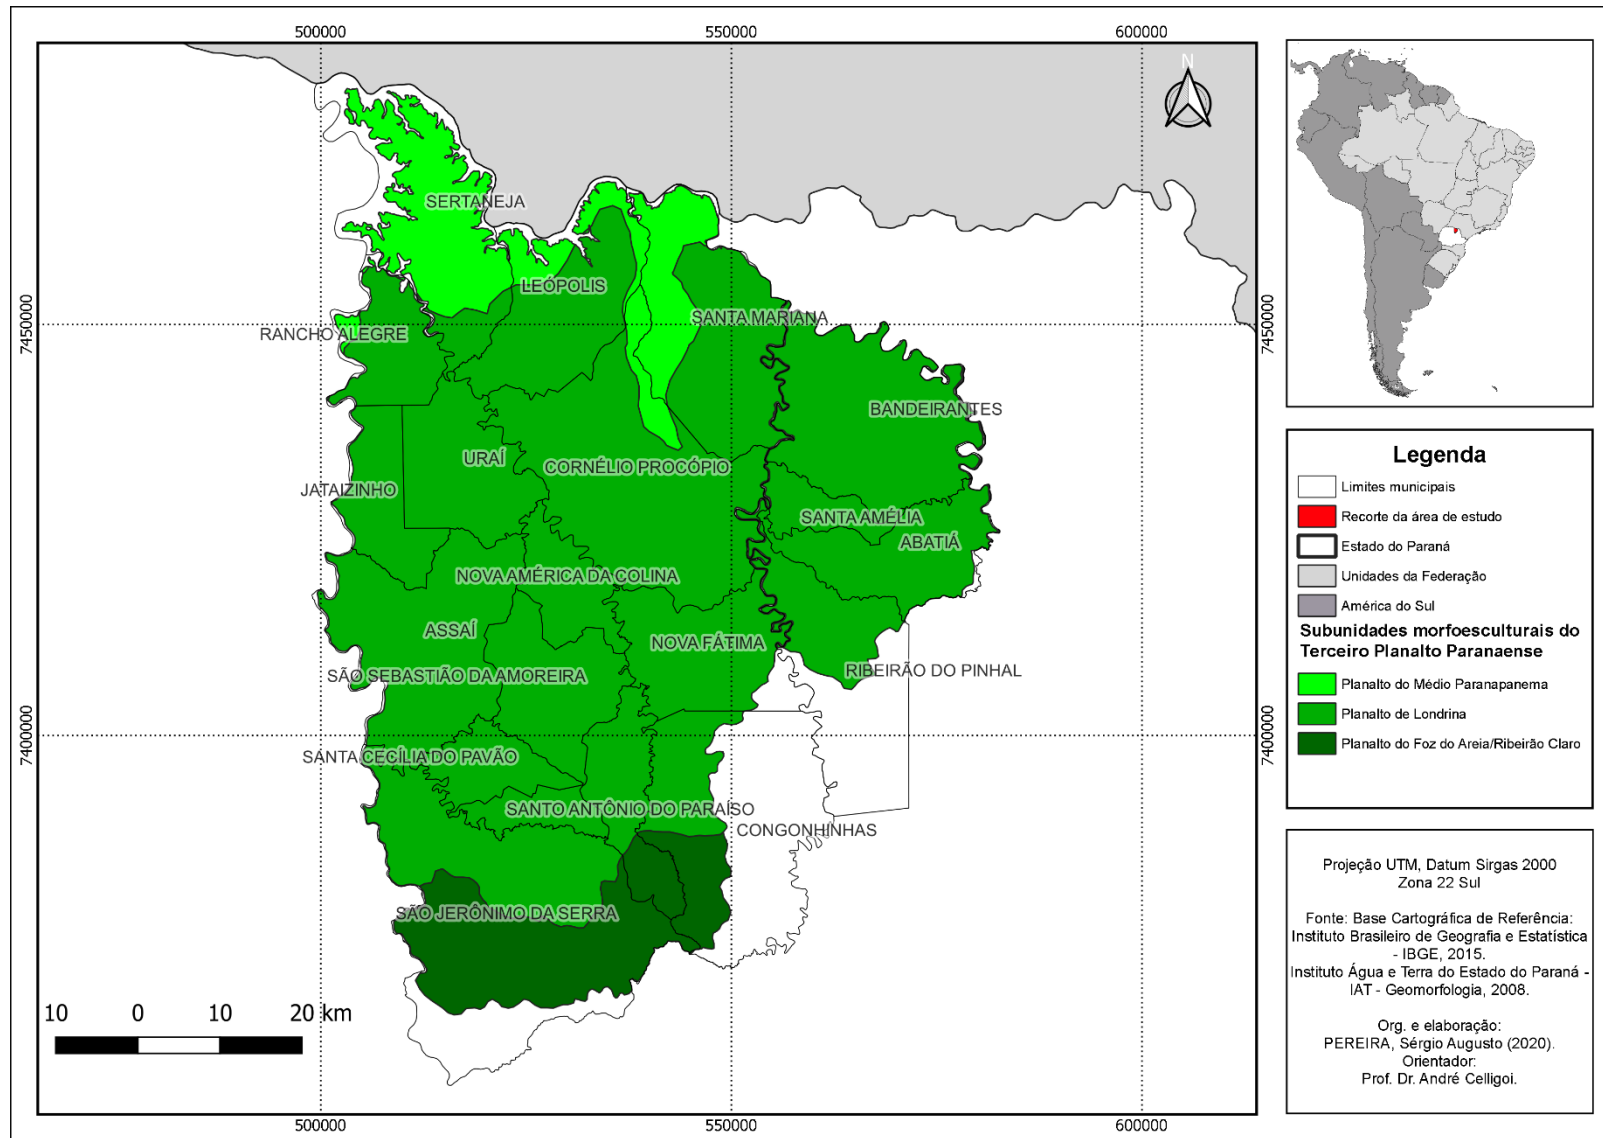 500000
550000
600000
N
7450000
7450000
7400000
7400000
SERTANEJA
LEÓPOLIS
RANCHO ALEGRE
SANTA MARIANA
BANDEIRANTES
URAÍ
CORNÉLIO PROCÓPIO
JATAIZINHO
SANTA AMÉLIA
ABATIÁ
NOVA AMÉRICA DA COLINA
ASSAÍ
NOVA FÁTIMA
SÃO SEBASTIÃO DA AMOREIRA
RIBEIRÃO DO PINHAL
SANTA CECÍLIA DO PAVÃO
SANTO ANTÔNIO DO PARAÍSO
CONGONHINHAS
SÃO JERÔNIMO DA SERRA
10 0 10 20 km
500000
550000
600000
Legenda
Limites municipais
Recorte da área de estudo
Estado do Paraná
Unidades da Federação
América do Sul
Subunidades morfoesculturais do
Terceiro Planalto Paranaense
Planalto do Médio Paranapanema
Planalto de Londrina
Planalto do Foz do Areia/Ribeirão Claro
Projeção UTM, Datum Sirgas 2000
Zona 22 Sul
Fonte: Base Cartográfica de Referência:
Instituto Brasileiro de Geografia e Estatística
- IBGE, 2015.
Instituto Água e Terra do Estado do Paraná -
IAT - Geomorfologia, 2008.
Org. e elaboração:
PEREIRA, Sérgio Augusto (2020).
Orientador:
Prof. Dr. André Celligoi.